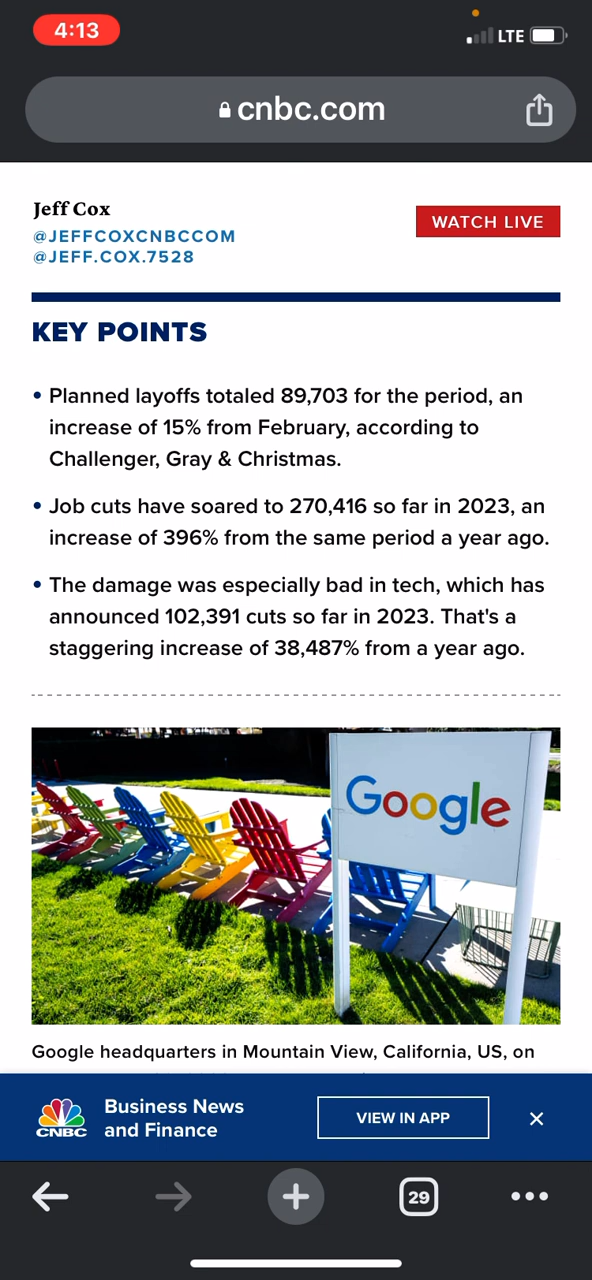 4:13
LTE
cnbc.com
Jeff Cox
@JEFFCOXCNBCCOM
@JEFF.COX.7528
WATCH LIVE
KEY POINTS
• Planned layoffs totaled 89,703 for the period, an
increase of 15% from February, according to
Challenger, Gray & Christmas.
• Job cuts have soared to 270,416 so far in 2023, an
increase of 396% from the same period a year ago.
• The damage was especially bad in tech, which has
announced 102,391 cuts so far in 2023. That's a
staggering increase of 38,487% from a year ago.
Google
Google headquarters in Mountain View, California, US, on
CNBC
Business News
and Finance
VIEW IN APP
29